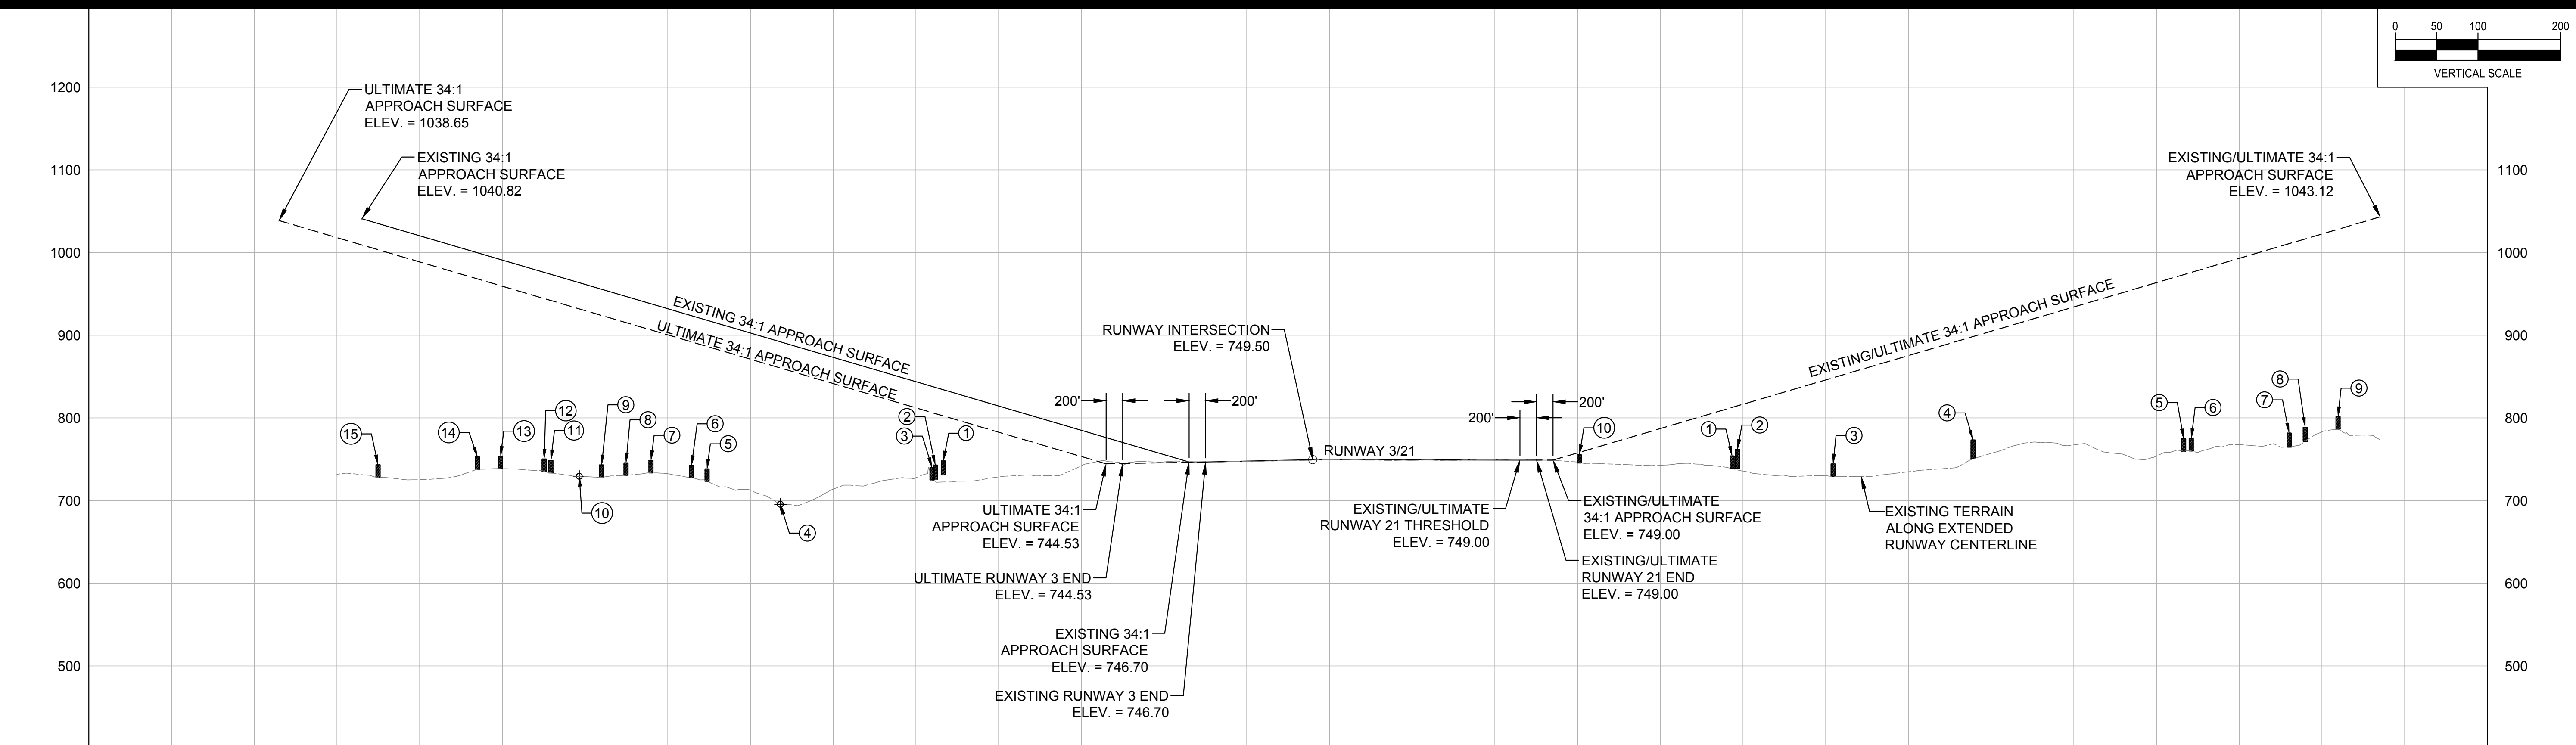 0 50 100 200
VERTICAL SCALE
1200
1100
1000
900
800
700
600
500
ULTIMATE 34:1
APPROACH SURFACE
ELEV. = 1038.65
EXISTING 34:1
APPROACH SURFACE
ELEV. = 1040.82
EXISTING 34:1 APPROACH SURFACE
ULTIMATE 34:1 APPROACH SURFACE
15
14
13
12
11
9
8
7
6
5
10
4
2
3
1
200'
200'
RUNWAY INTERSECTION
ELEV. = 749.50
RUNWAY 3/21
ULTIMATE 34:1
APPROACH SURFACE
ELEV. = 744.53
ULTIMATE RUNWAY 3 END
ELEV. = 744.53
EXISTING 34:1
APPROACH SURFACE
ELEV. = 746.70
EXISTING RUNWAY 3 END
ELEV. = 746.70
200'
200'
EXISTING/ULTIMATE
RUNWAY 21 THRESHOLD
ELEV. = 749.00
EXISTING/ULTIMATE
34:1 APPROACH SURFACE
ELEV. = 749.00
EXISTING/ULTIMATE
RUNWAY 21 END
ELEV. = 749.00
10
1
2
3
4
5
6
7
8
9
EXISTING TERRAIN
ALONG EXTENDED
RUNWAY CENTERLINE
EXISTING/ULTIMATE 34:1 APPROACH SURFACE
EXISTING/ULTIMATE 34:1
APPROACH SURFACE
ELEV. = 1043.12
1100
1000
900
800
700
600
500